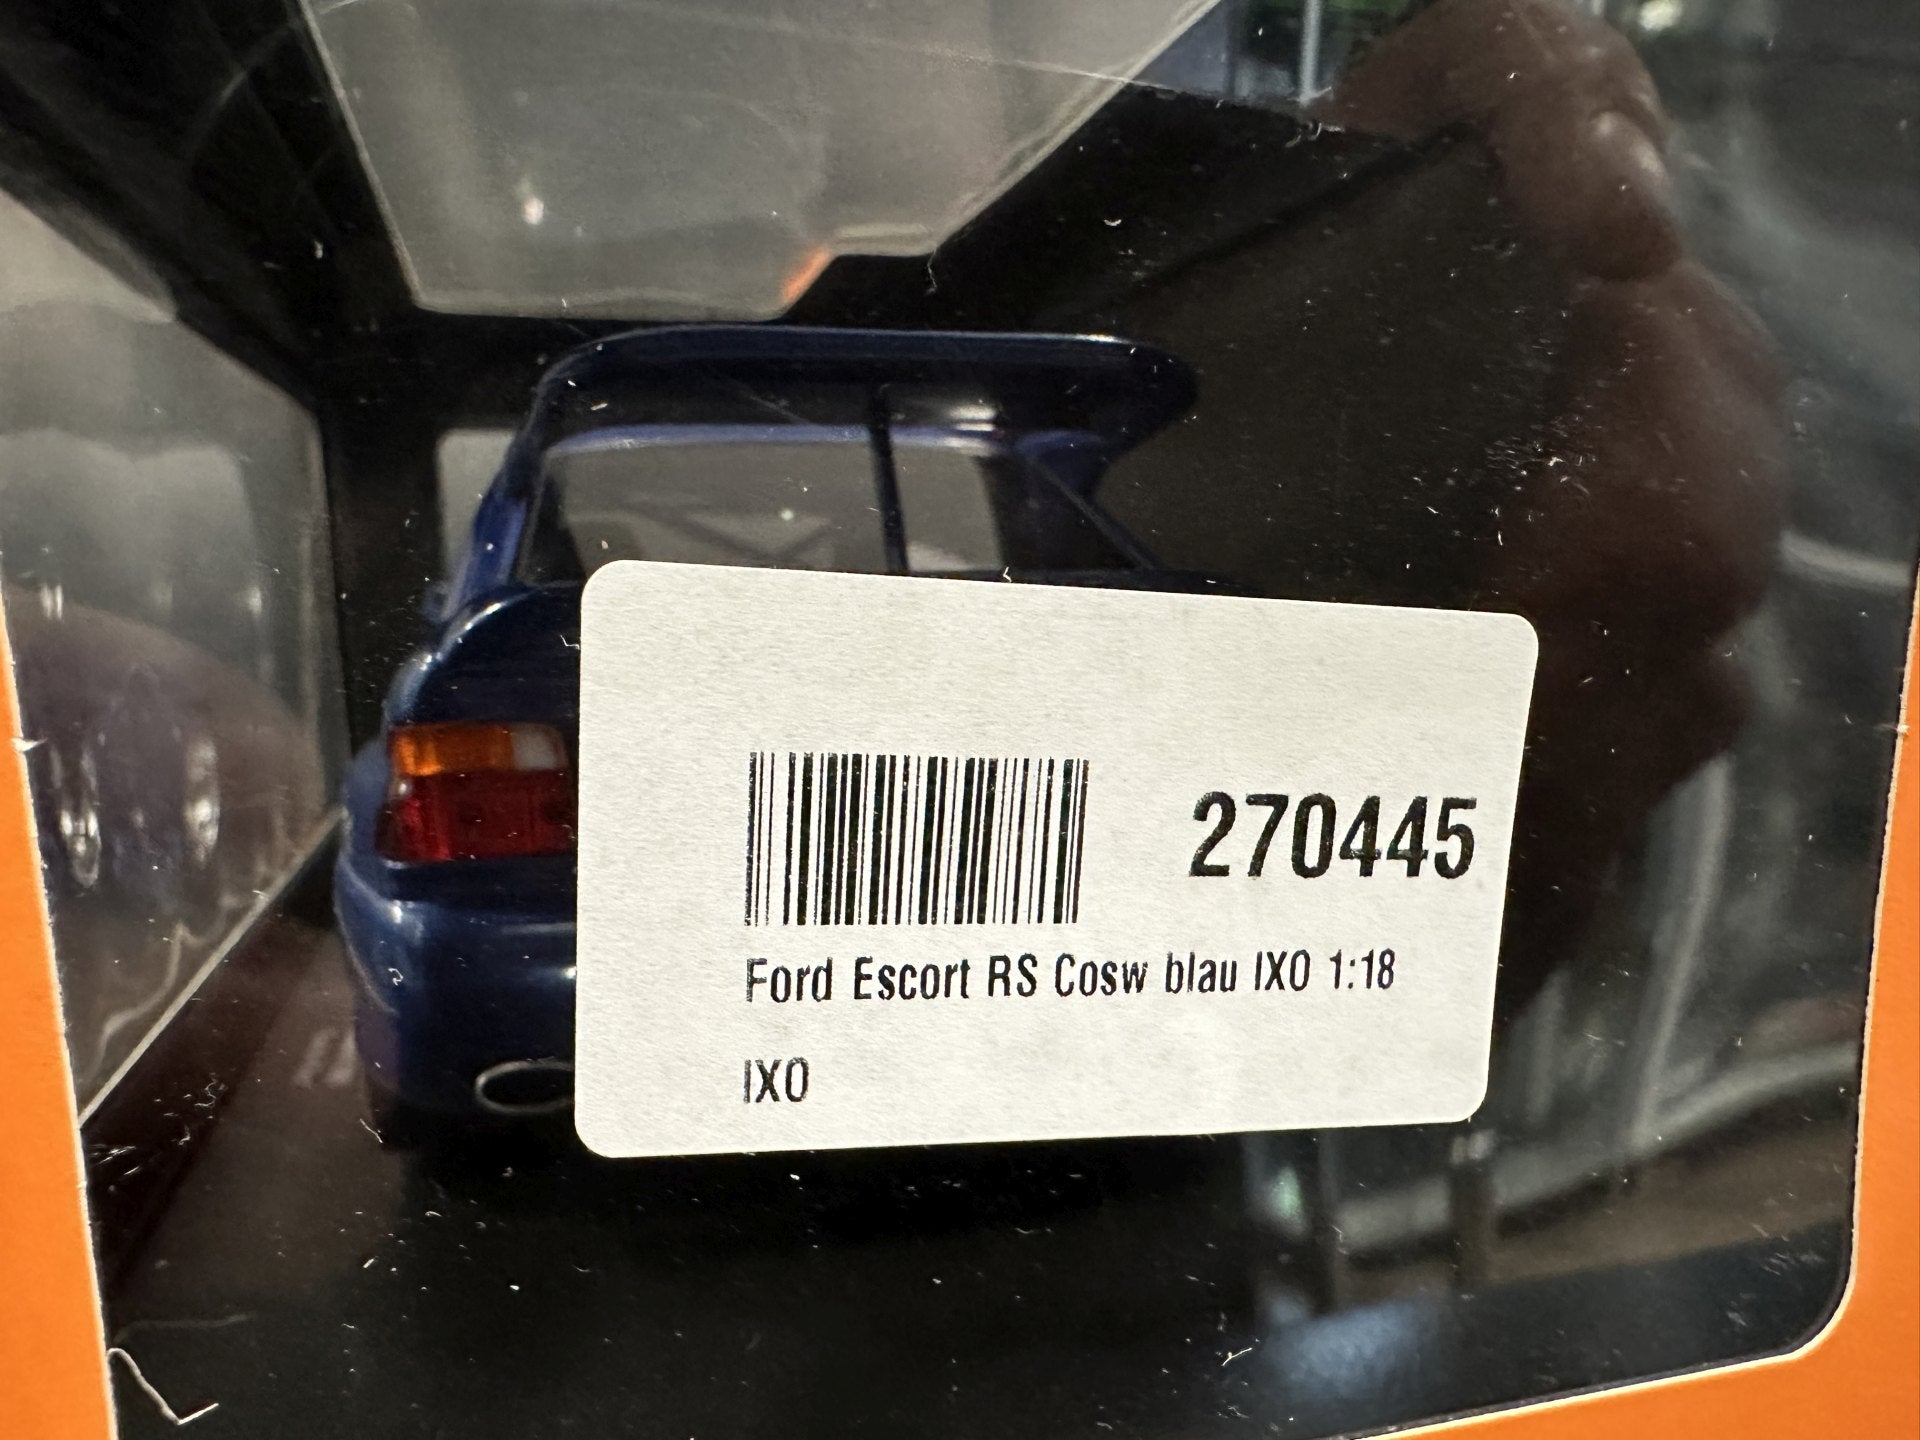 270445
Ford Escort RS Cosw blau IXO 1:18
IXO